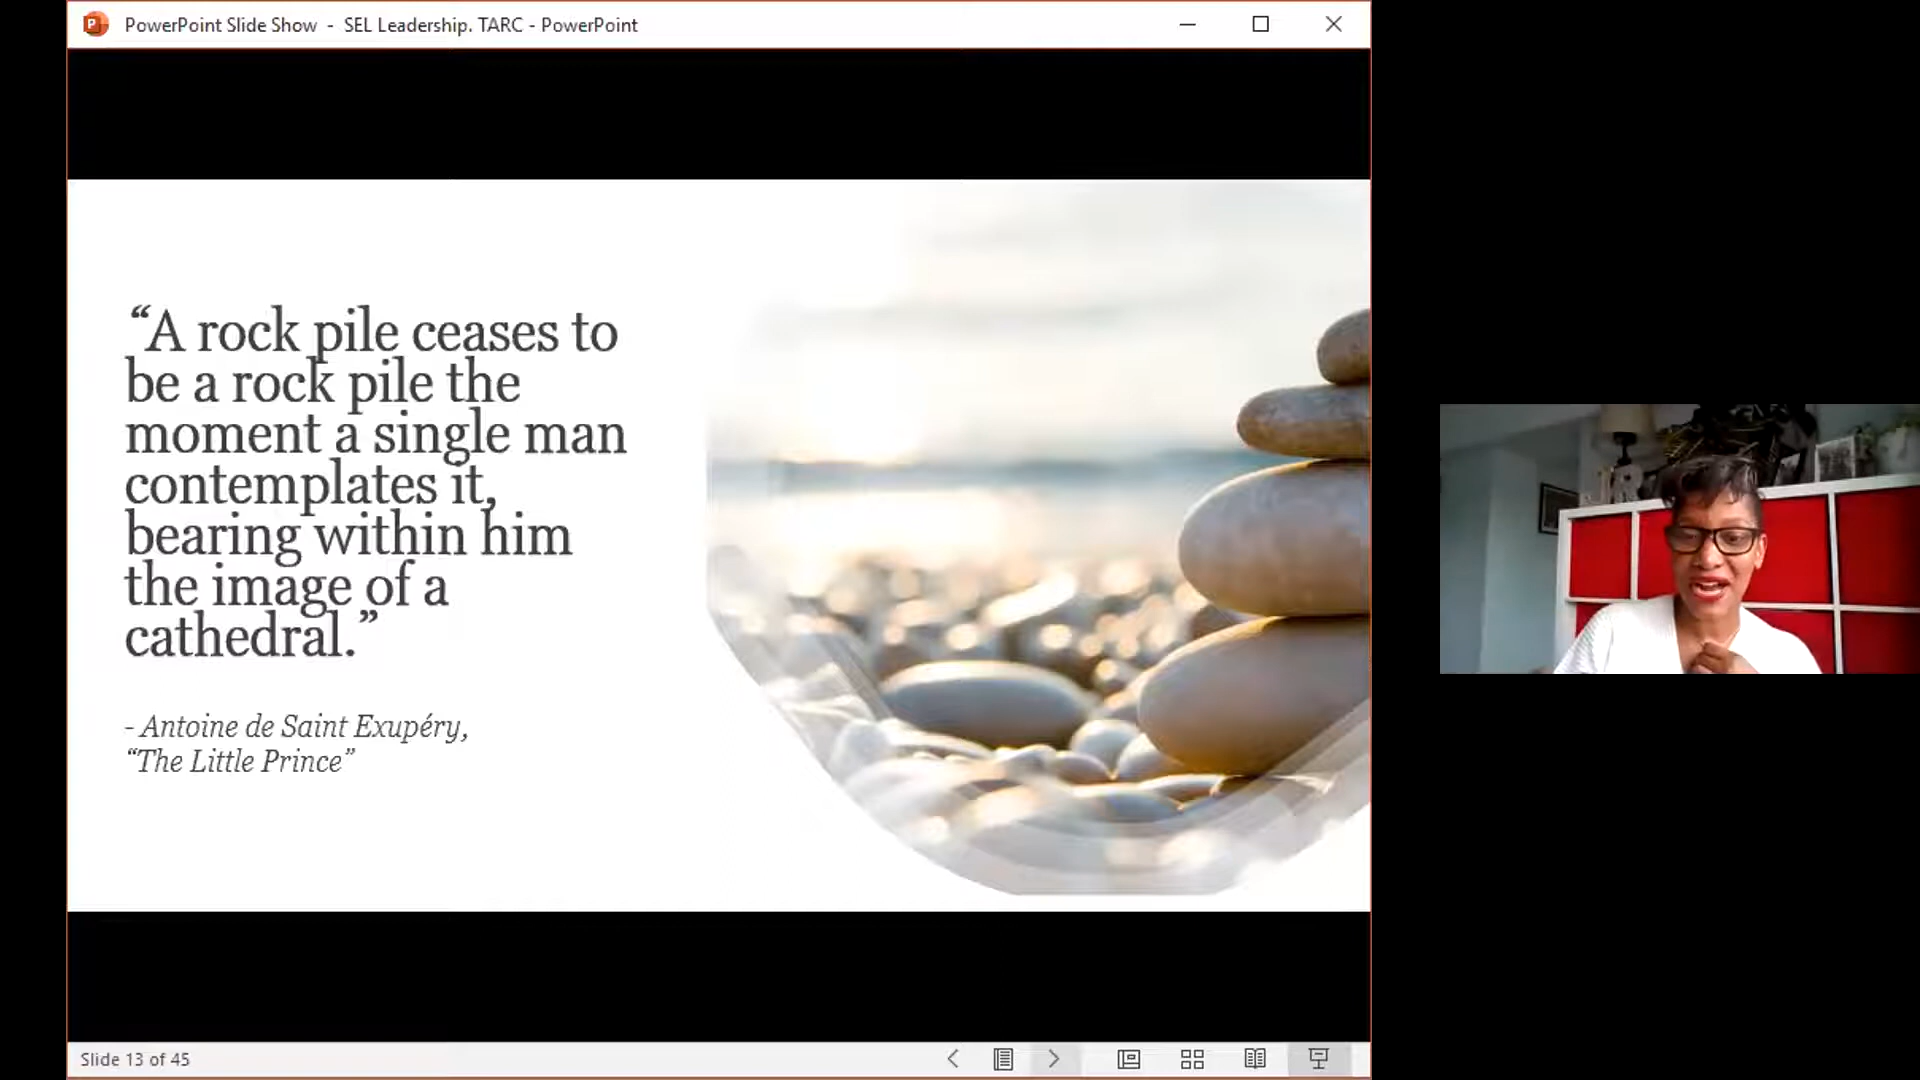 PowerPoint Slide Show - SEL Leadership. TARC - PowerPoint
“A rock pile ceases to
be a rock pile the
moment a single man
contemplates it,
bearing within him
the image of a
cathedral.”
- Antoine de Saint Exupéry,
“The Little Prince”
Slide 13 of 45